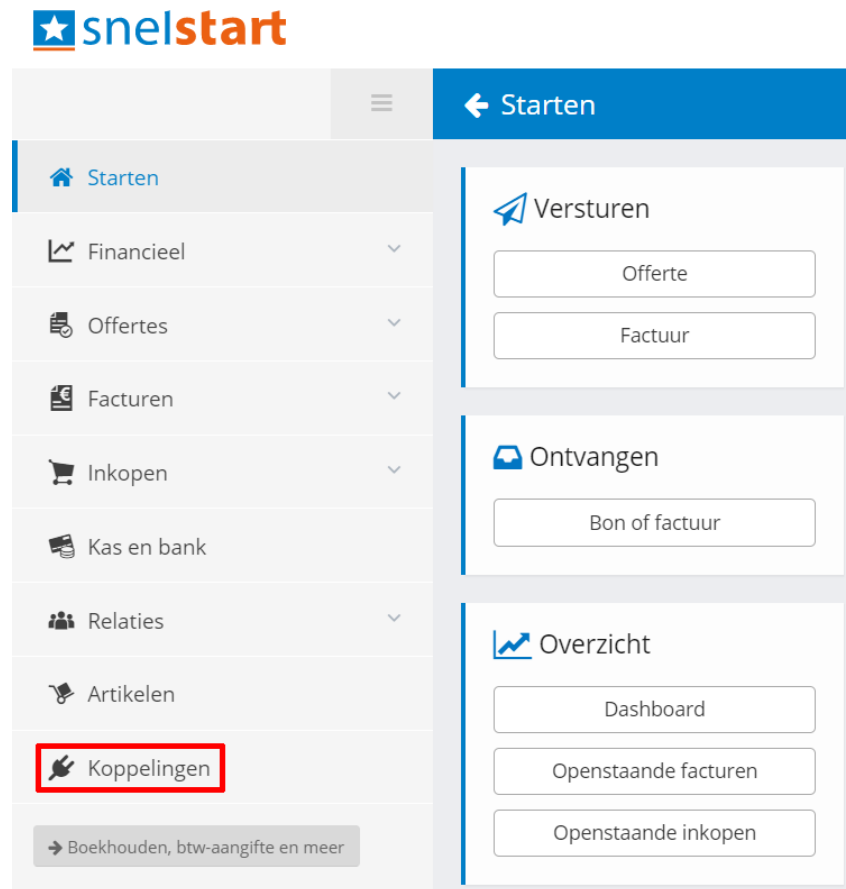 snelstart
Starten
Financieel
Offertes
Facturen
Inkopen
Kas en bank
Relaties
Artikelen
Koppelingen
Boekhouden, btw-aangifte en meer
Starten
Versturen
Offerte
Factuur
Ontvangen
Bon of factuur
Overzicht
Dashboard
Openstaande facturen
Openstaande inkopen